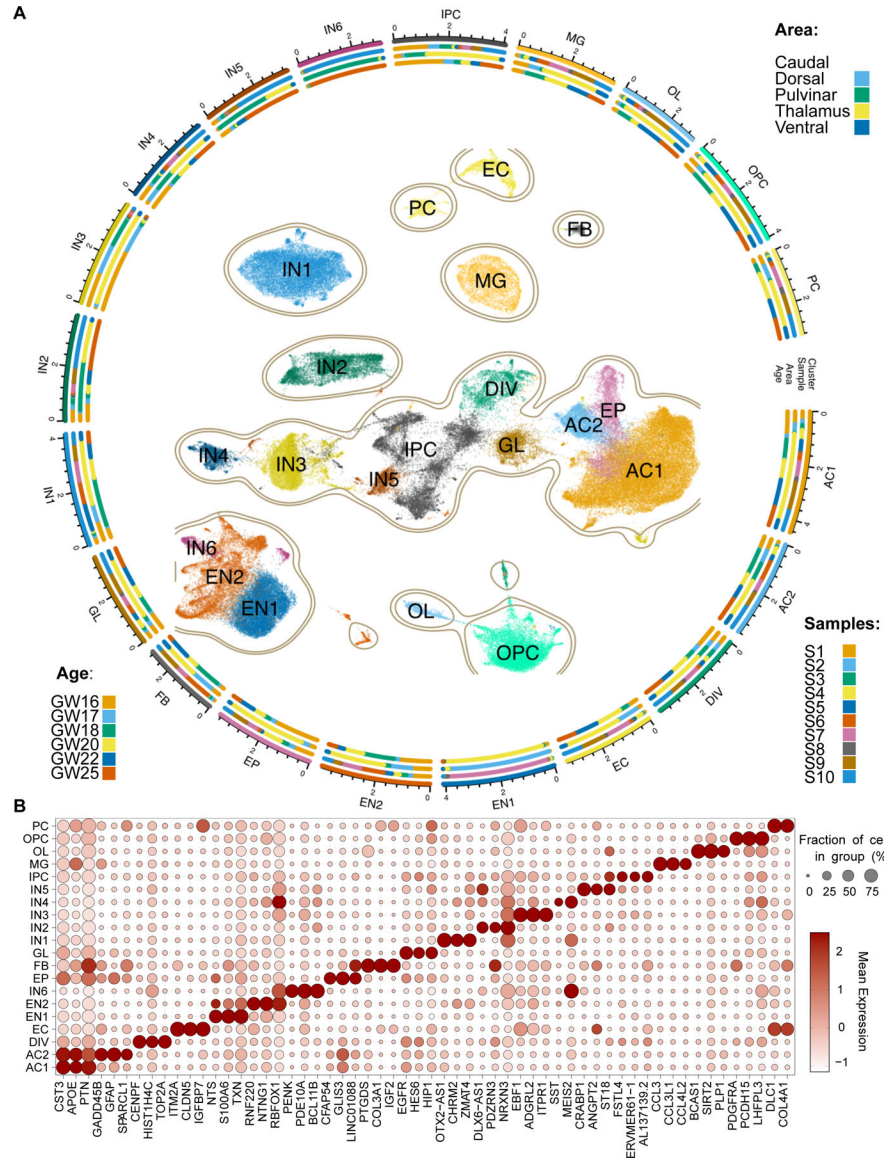 A
IPC
MG
OL
OPC
PC
IN6
IN5
IN4
IN3
IN2
IN1
GL
FB
EP
EN2
EN1
EC
DIV
AC2
AC1
Cluster
Sample
Area
Age
Area:
Caudal
Dorsal
Pulvinar
Thalamus
Ventral
EC
PC
FB
IN1
MG
IN2
DIV
EP
AC2
IPC
GL
IN4
IN3
IN5
AC1
IN6
EN2
EN1
OL
OPC
Age:
GW16
GW17
GW18
GW20
GW22
GW25
Samples:
S1
S2
S3
S4
S5
S6
S7
S8
S9
S10
B
PC
OPC
OL
MG
IPC
IN5
IN4
IN3
IN2
IN1
GL
FB
EP
IN6
EN2
EN1
EC
DIV
AC2
AC1
CST3
APOE
PTN
GADD45B
GFAP
SPARCL1
CENPF
HIST1H4C
TOP2A
ITM2A
CLDN5
IGFBP7
NTS
S100A6
TXN
RNF220
NTNG1
RBFOX1
PENK
PDE10A
BCL11B
CFAP54
GLIS3
LINC01088
PTGDS
COL3A1
IGF2
EGFR
HES6
HIP1
OTX2-AS1
CHRM2
ZMAT4
DLX6-AS1
PDZRN3
NRXN3
EBF1
ADGRL2
ITPR1
SST
MEIS2
CRABP1
ANGPT2
ST18
FSTL4
ERVMER61-1
AL137139.2
CCL3
CCL3L1
CCL4L2
BCAS1
SIRT2
PLP1
PDGFRA
PCDH15
LHFPL3
DLC1
COL4A1
Fraction of ce
in group (%
0 25 50 75
2
1
0
−1
Mean Expression